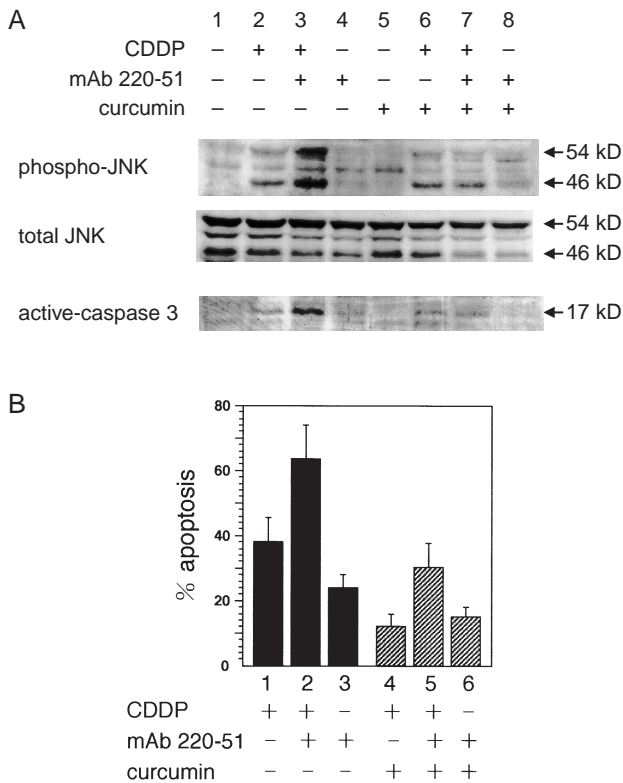 A
1 2 3 4 5 6 7 8
CDDP – + + – – + + –
mAb 220-51 – – + + – – + +
curcumin – – – – + + + +
phospho-JNK
54 kD
46 kD
total JNK
54 kD
46 kD
active-caspase 3
17 kD
B
% apoptosis
80
60
40
20
0
1 2 3 4 5 6
CDDP + + – + + –
mAb 220-51 – + + – + +
curcumin – – – + + +